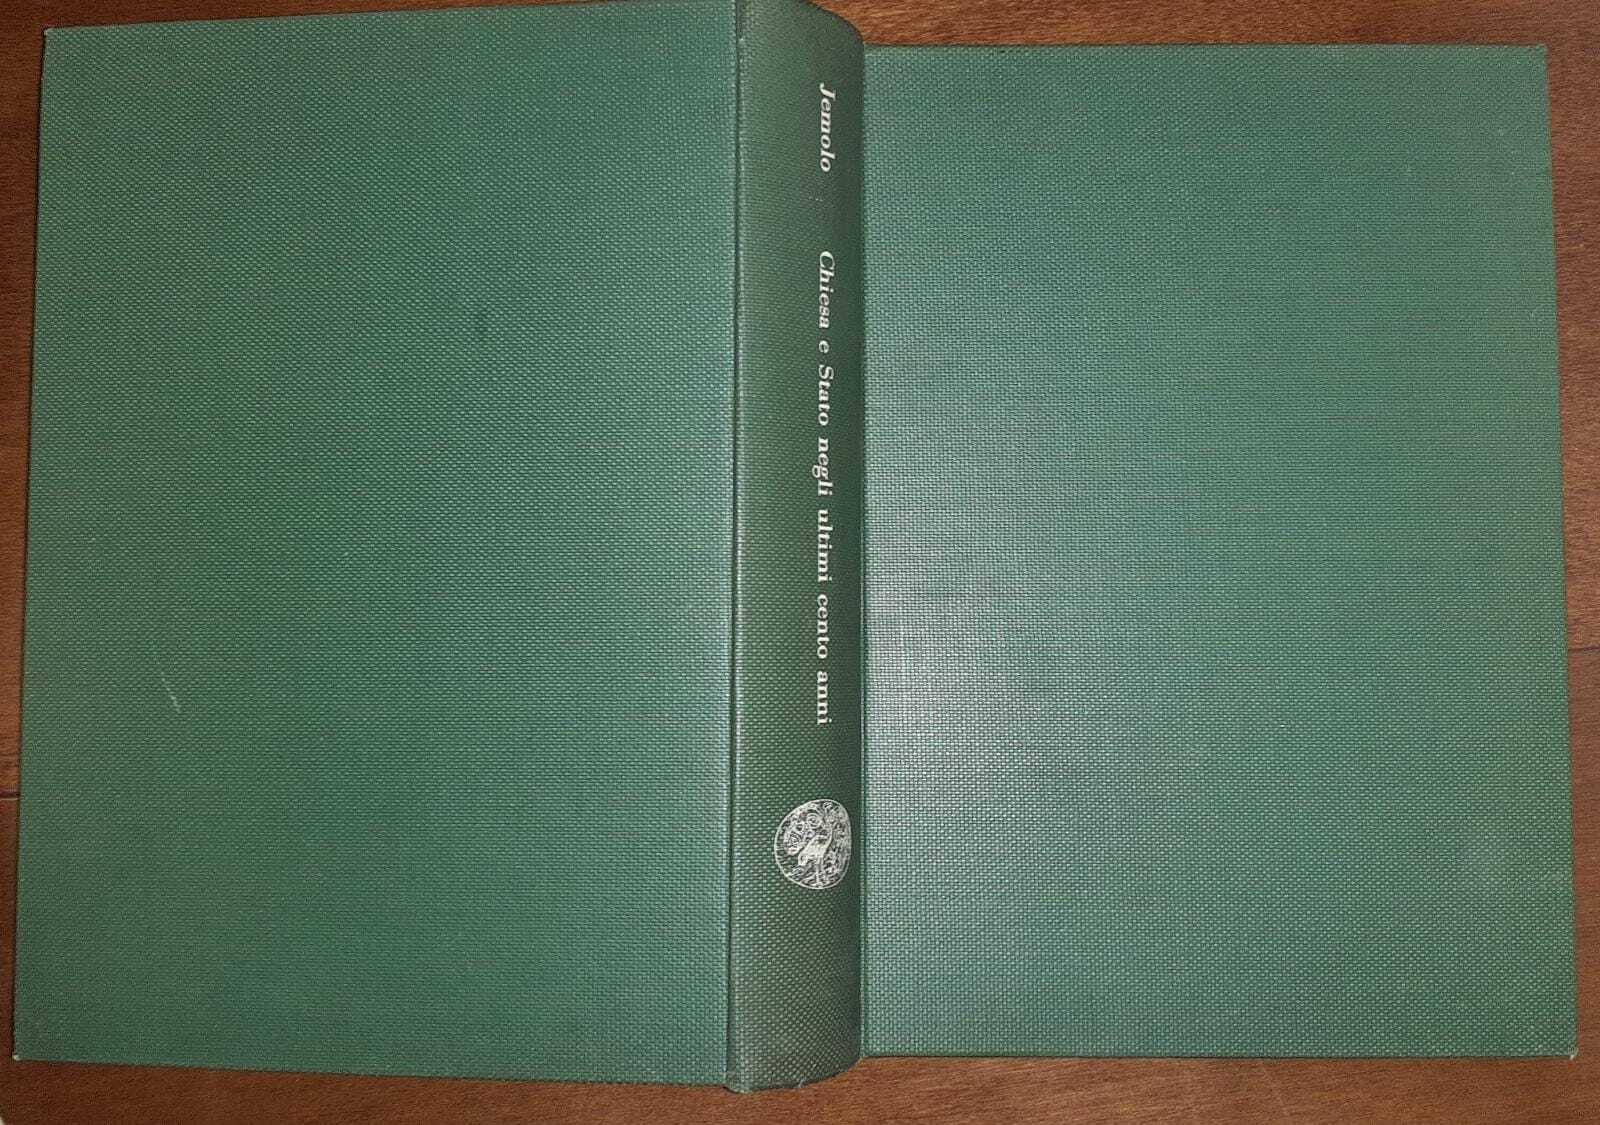 Jemolo
Chiesa e Stato negli ultimi cento anni